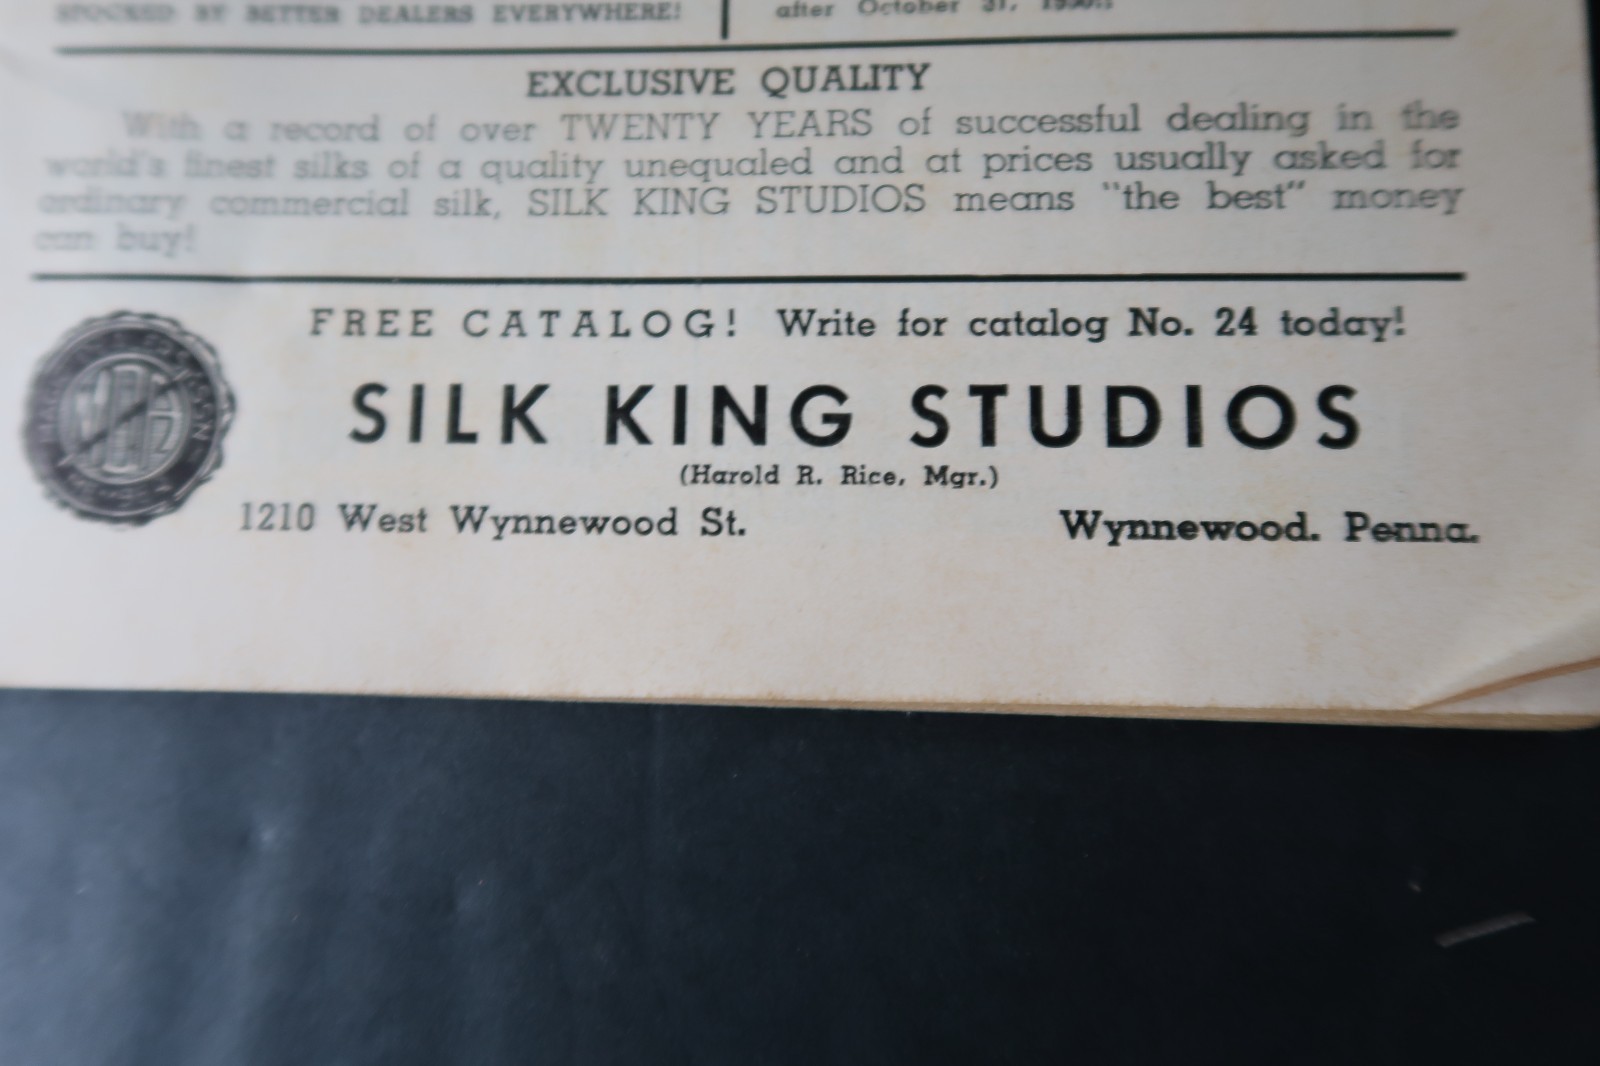 STOCKED BY BETTER DEALERS EVERYWHERE!
after October 31,
EXCLUSIVE QUALITY
With a record of over TWENTY YEARS of successful dealing in the
world's finest silks of a quality unequaled and at prices usually asked for
ordinary commercial silk, SILK KING STUDIOS means "the best" money
can buy!
FREE CATALOG! Write for catalog No. 24 today!
SILK KING STUDIOS
(Harold R. Rice, Mgr.)
1210 West Wynnewood St. Wynnewood, Penna.